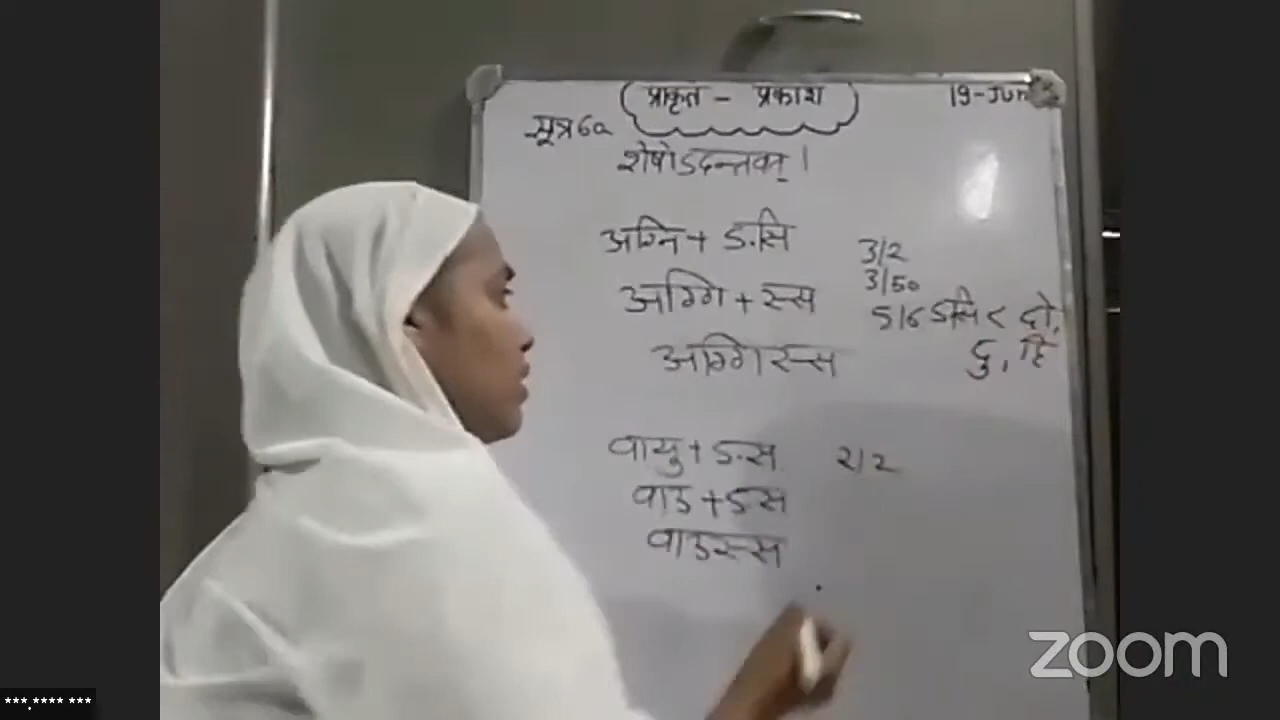 प्राकृत - प्रकाश
19-Jun
सूत्र 60
शेषोऽदन्तवत् ।
अग्नि + ङसि
3/2
3/50
अग्गि + स्स
5/6 ङसि र दो,
दु, हि
अग्गिस्स
वायु + ङस
2/2
वाउ + ङस
वाउस्स
zoom